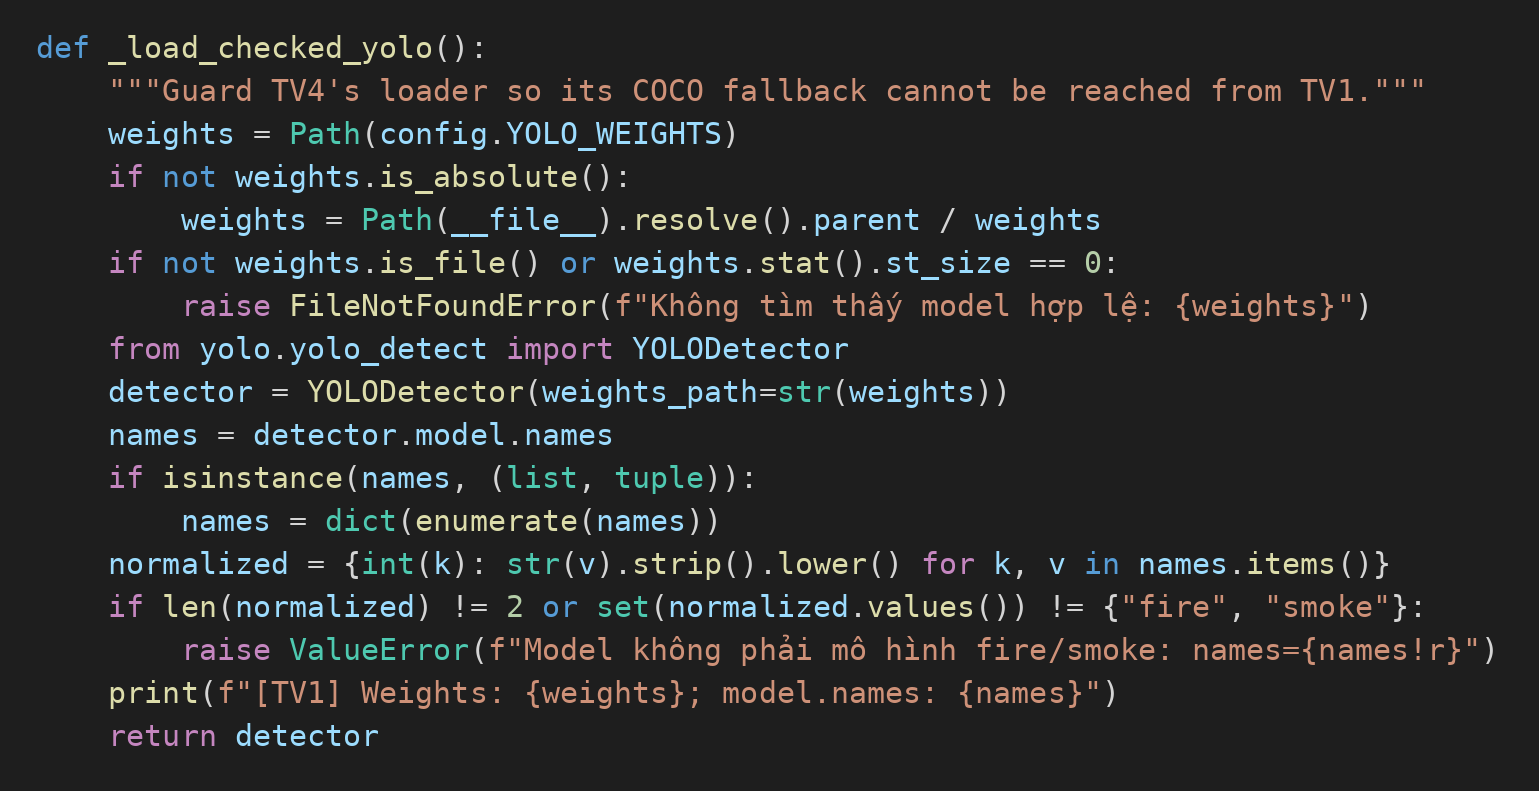 def _load_checked_yolo():
    """Guard TV4's loader so its COCO fallback cannot be reached from TV1."""
    weights = Path(config.YOLO_WEIGHTS)
    if not weights.is_absolute():
        weights = Path(__file__).resolve().parent / weights
    if not weights.is_file() or weights.stat().st_size == 0:
        raise FileNotFoundError(f"Không tìm thấy model hợp lệ: {weights}")
    from yolo.yolo_detect import YOLODetector
    detector = YOLODetector(weights_path=str(weights))
    names = detector.model.names
    if isinstance(names, (list, tuple)):
        names = dict(enumerate(names))
    normalized = {int(k): str(v).strip().lower() for k, v in names.items()}
    if len(normalized) != 2 or set(normalized.values()) != {"fire", "smoke"}:
        raise ValueError(f"Model không phải mô hình fire/smoke: names={names!r}")
    print(f"[TV1] Weights: {weights}; model.names: {names}")
    return detector